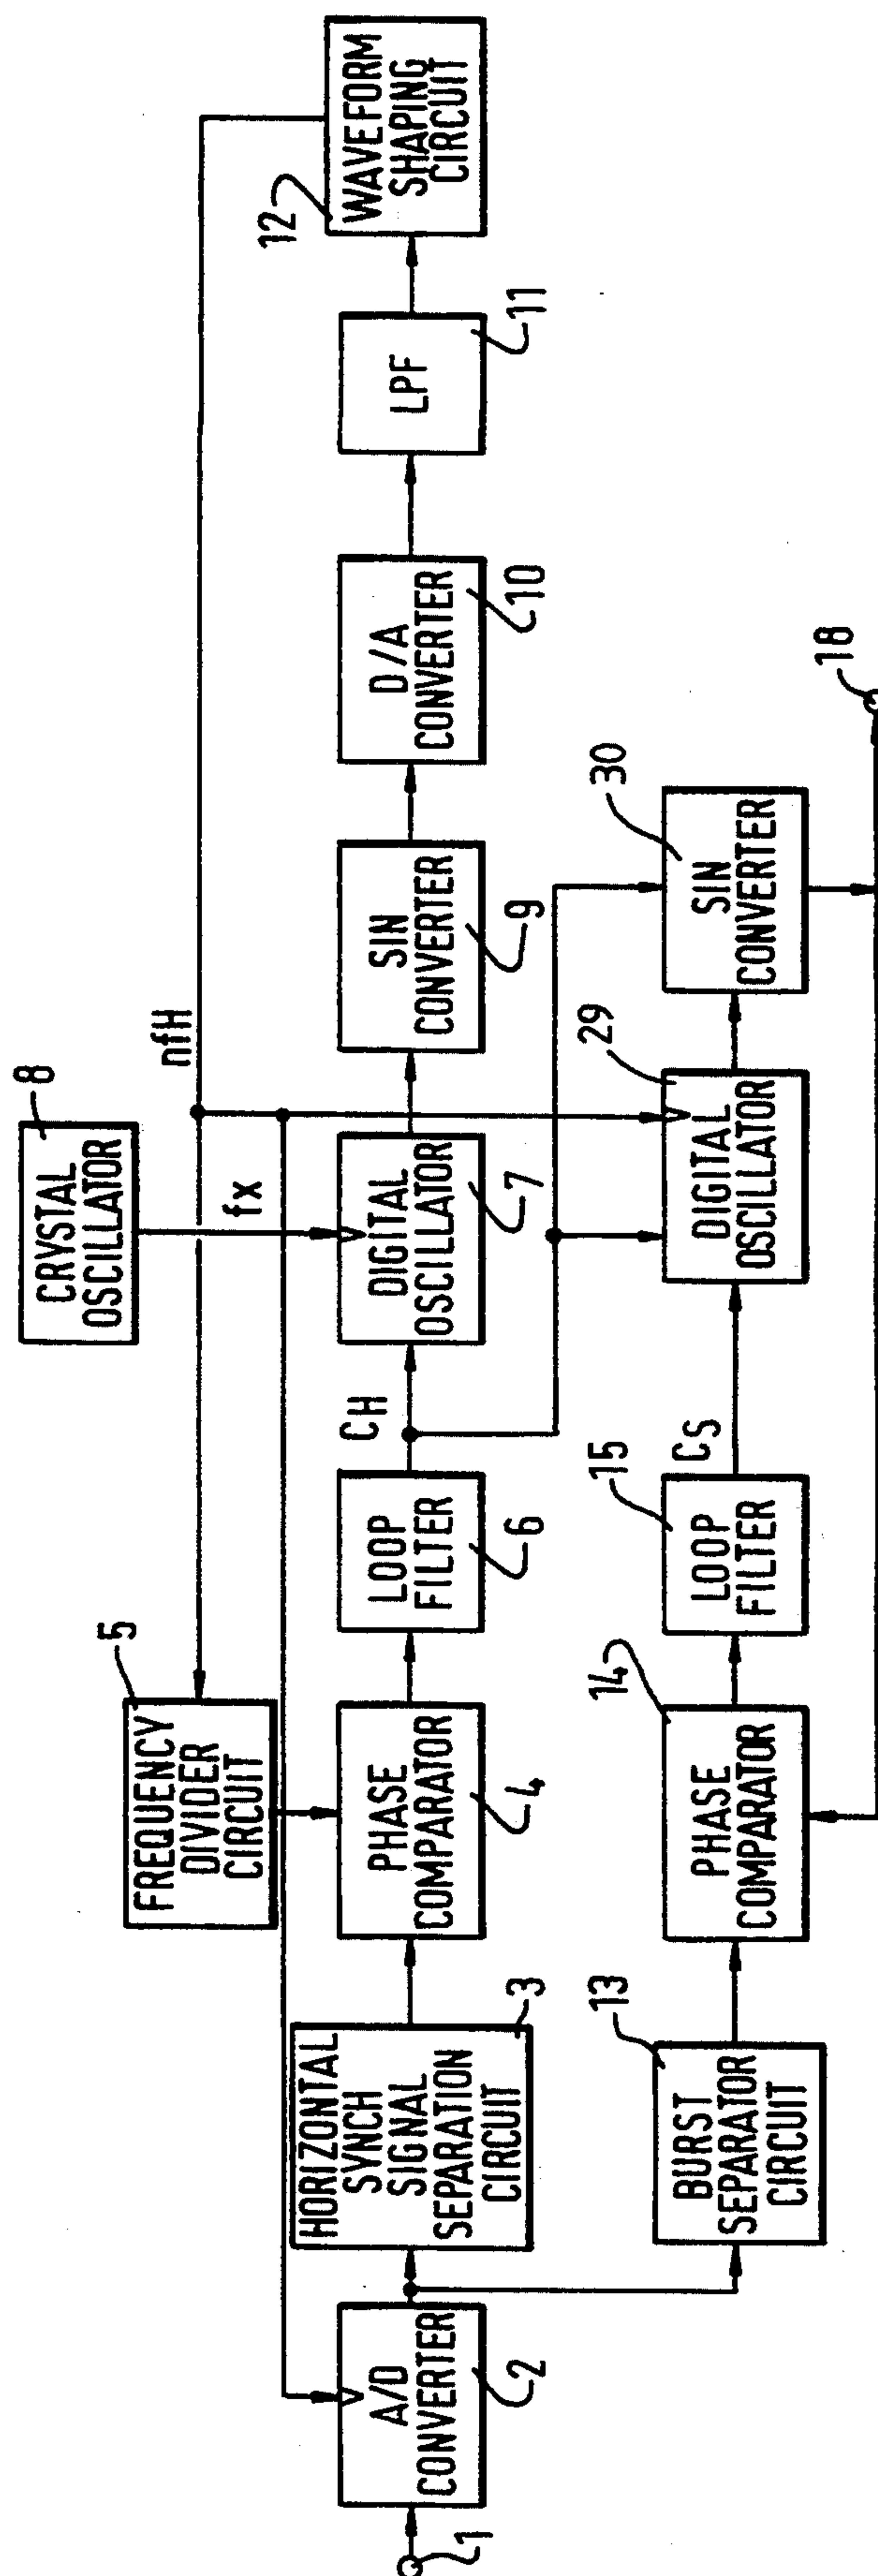 CRYSTAL
OSCILLATOR
8
nfH
fx
FREQUENCY
DIVIDER
CIRCUIT
5
1
A/D
CONVERTER
2
HORIZONTAL
SYNCH
SIGNAL
SEPARATION
CIRCUIT
3
PHASE
COMPARATOR
4
LOOP
FILTER
6
CH
DIGITAL
OSCILLATOR
7
SIN
CONVERTER
9
D/A
CONVERTER
10
LPF
11
WAVEFORM
SHAPING
CIRCUIT
12
BURST
SEPARATOR
CIRCUIT
13
PHASE
COMPARATOR
14
LOOP
FILTER
15
CS
DIGITAL
OSCILLATOR
29
SIN
CONVERTER
30
18